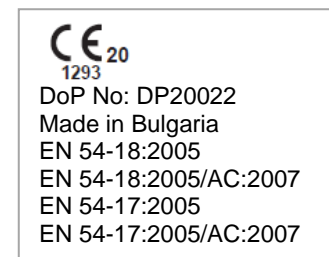 CE 20
1293
DoP No: DP20022
Made in Bulgaria
EN 54-18:2005
EN 54-18:2005/AC:2007
EN 54-17:2005
EN 54-17:2005/AC:2007